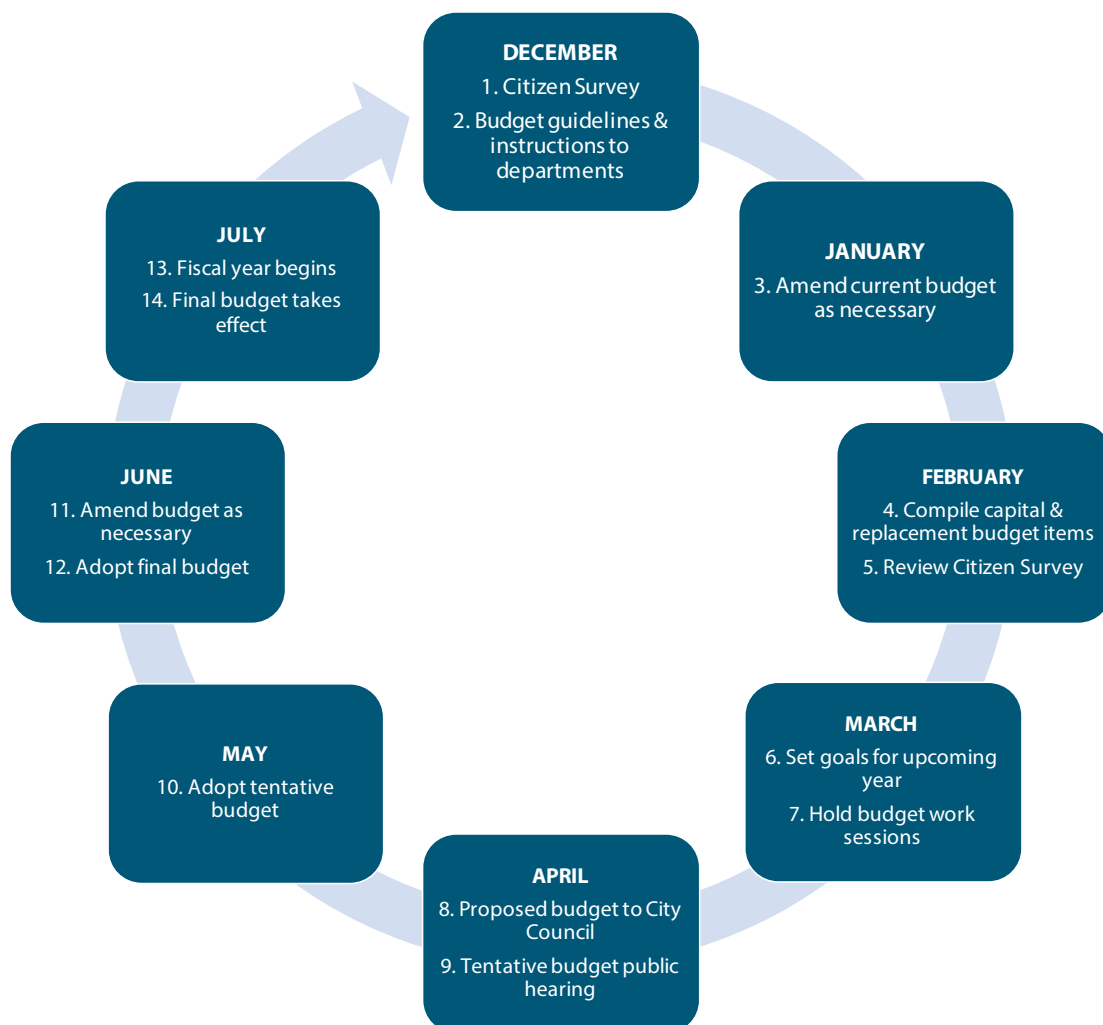 DECEMBER
1. Citizen Survey
2. Budget guidelines &
instructions to
departments
JANUARY
3. Amend current budget
as necessary
FEBRUARY
4. Compile capital &
replacement budget items
5. Review Citizen Survey
MARCH
6. Set goals for upcoming
year
7. Hold budget work
sessions
APRIL
8. Proposed budget to City
Council
9. Tentative budget public
hearing
MAY
10. Adopt tentative
budget
JUNE
11. Amend budget as
necessary
12. Adopt final budget
JULY
13. Fiscal year begins
14. Final budget takes
effect